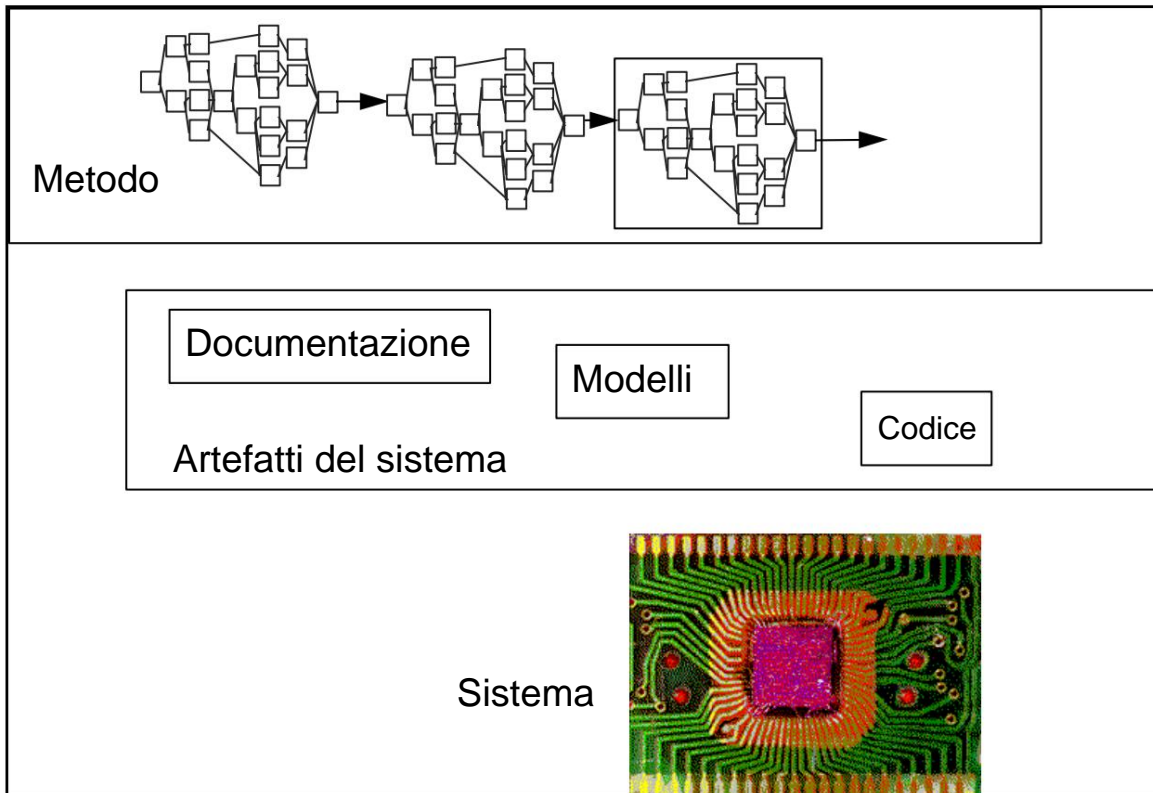 Metodo
Documentazione
Modelli
Codice
Artefatti del sistema
Sistema